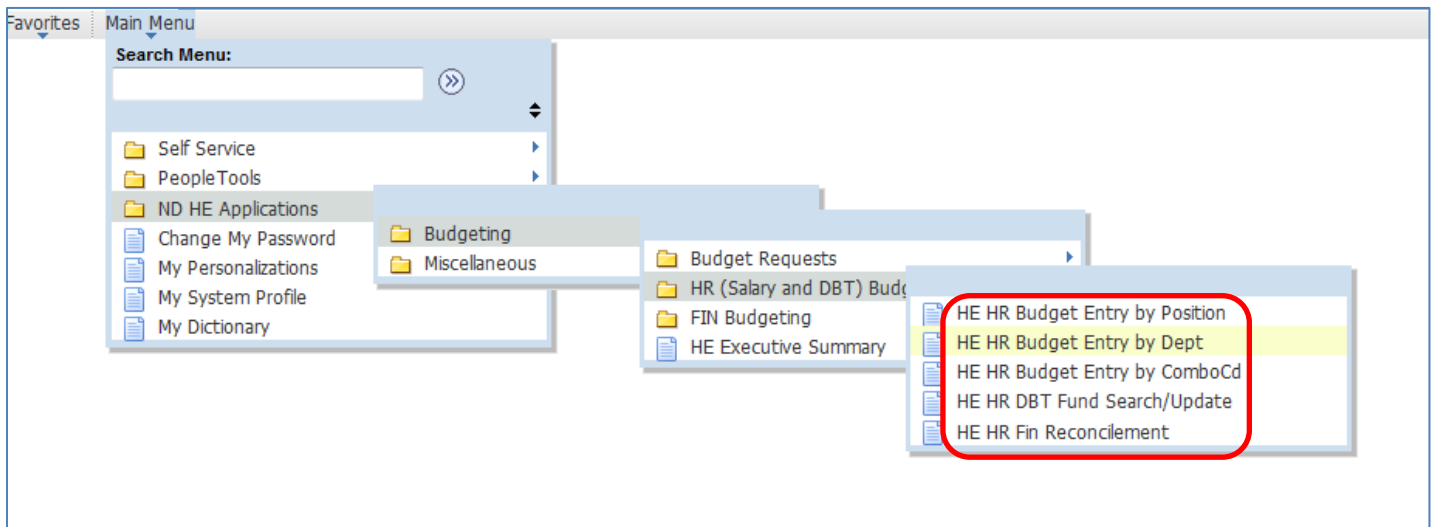 Favorites Main Menu
Search Menu:
Self Service
PeopleTools
ND HE Applications
Change My Password
My Personalizations
My System Profile
My Dictionary
Budgeting
Miscellaneous
Budget Requests
HR (Salary and DBT) Budg
FIN Budgeting
HE Executive Summary
HE HR Budget Entry by Position
HE HR Budget Entry by Dept
HE HR Budget Entry by ComboCd
HE HR DBT Fund Search/Update
HE HR Fin Reconcilement